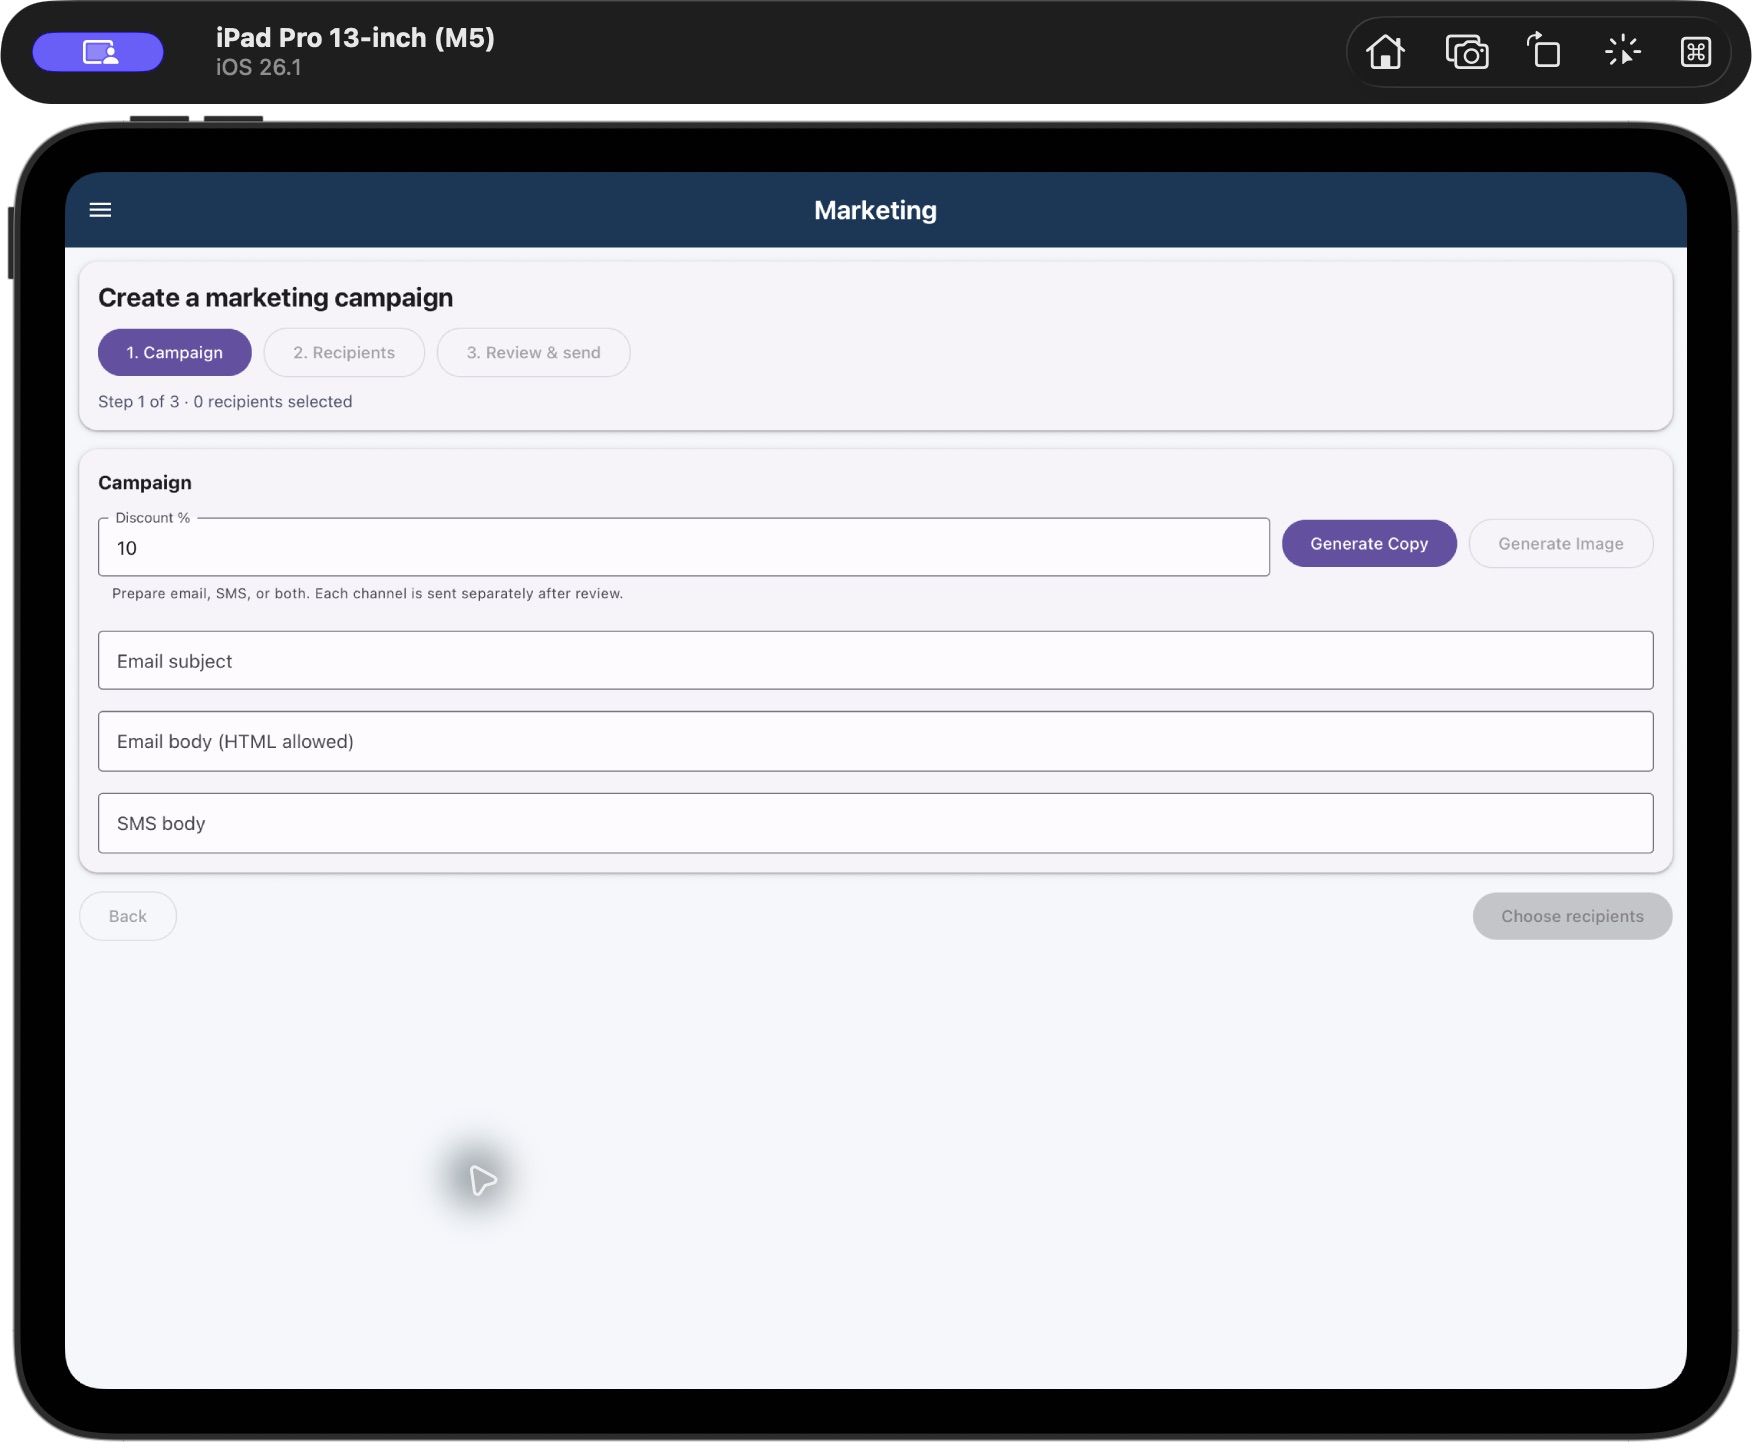 iPad Pro 13-inch (M5)
iOS 26.1
Marketing
Create a marketing campaign
1. Campaign
2. Recipients
3. Review & send
Step 1 of 3 · 0 recipients selected
Campaign
Discount %
10
Generate Copy
Generate Image
Prepare email, SMS, or both. Each channel is sent separately after review.
Email subject
Email body (HTML allowed)
SMS body
Back
Choose recipients